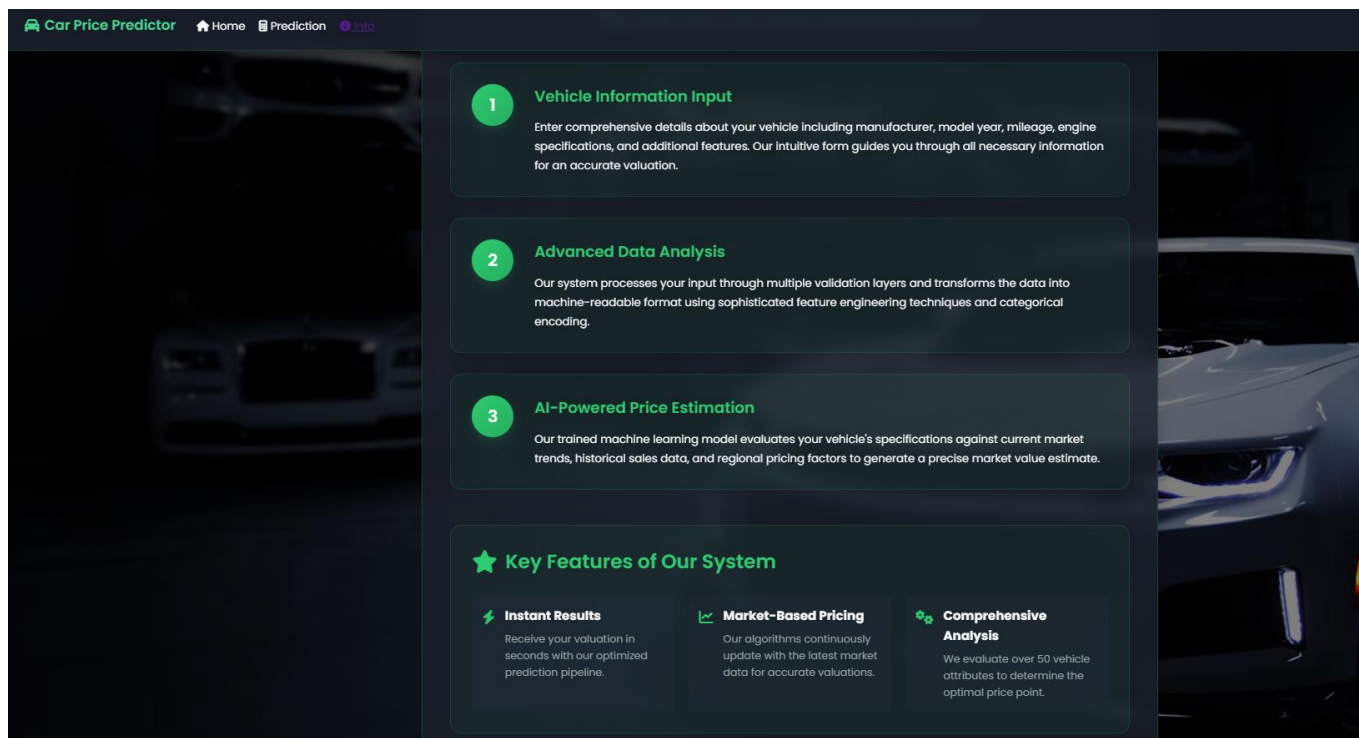 Car Price Predictor Home Prediction Info
1 Vehicle Information Input
Enter comprehensive details about your vehicle including manufacturer, model year, mileage, engine
specifications, and additional features. Our intuitive form guides you through all necessary information
for an accurate valuation.
2 Advanced Data Analysis
Our system processes your input through multiple validation layers and transforms the data into
machine-readable format using sophisticated feature engineering techniques and categorical
encoding.
3 AI-Powered Price Estimation
Our trained machine learning model evaluates your vehicle's specifications against current market
trends, historical sales data, and regional pricing factors to generate a precise market value estimate.
Key Features of Our System
Instant Results
Receive your valuation in
seconds with our optimized
prediction pipeline.
Market-Based Pricing
Our algorithms continuously
update with the latest market
data for accurate valuations.
Comprehensive
Analysis
We evaluate over 50 vehicle
attributes to determine the
optimal price point.